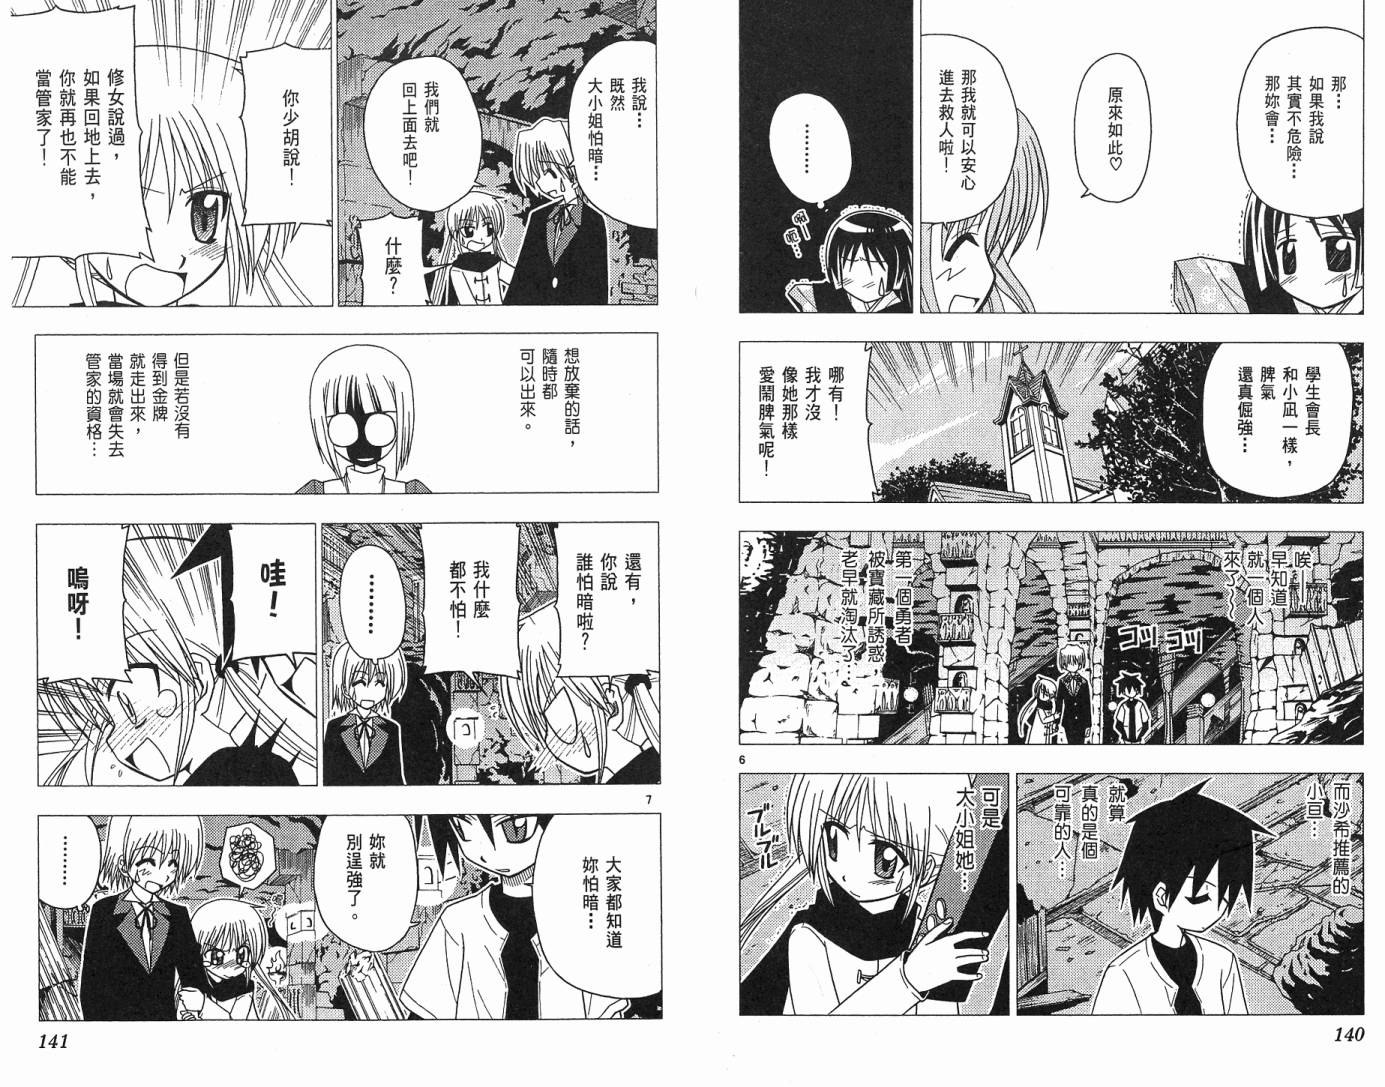 那…
如果我說
其實不危險…
那妳會…
原來如此♡
那我就可以安心
進去救人啦！
………
學生會長
和小凪一樣，
脾氣
還真倔強…
哪有！
我才沒
像她那樣
愛鬧脾氣呢！
唉…
早知道
就一個人
來了～
第一個勇者
被寶藏所誘惑
老早就淘汰了…
コツ
コツ
6
而沙希推薦的
小亘…
就算
真的是個
可靠的人…
可是
大小姐她…
ブルブル
140
我說…
既然
大小姐怕暗…
我們就
回上面去吧！
什麼？
你少胡說！
修女說過，
如果回地上去，
你就再也不能
當管家了！
想放棄的話，
隨時都
可以出來。
但是若沒有
得到金牌
就走出來，
當場就會失去
管家的資格…
還有，
你說
誰怕暗啦？
我什麼
都不怕！
………
哇！
嗚呀！
7
大家都知道
妳怕暗…
妳就
別逞強了。
………
141